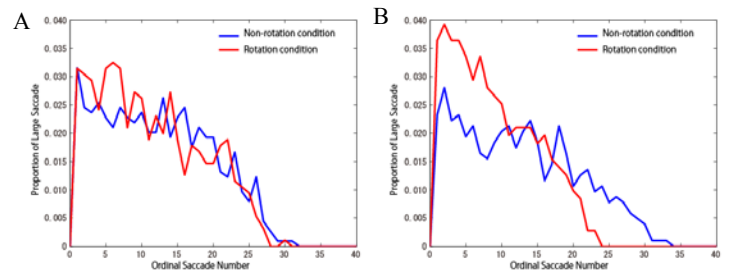 A
Proportion of Large Saccade
0. 040
0. 035
0. 030
0. 025
0. 020
0. 015
0. 010
0. 005
0
Non-rotation condition
Rotation condition
0 5 10 15 20 25 30 35 40
Ordinal Saccade Number
B
Proportion of Large Saccade
0. 040
0. 035
0. 030
0. 025
0. 020
0. 015
0. 010
0. 005
0
Non-rotation condition
Rotation condition
0 5 10 15 20 25 30 35 40
Ordinal Saccade Number